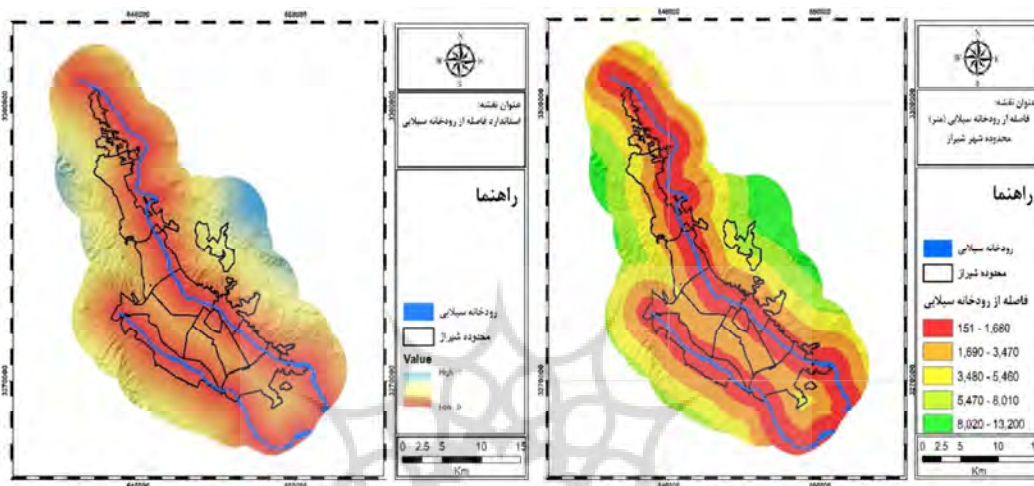 N
W
E
S
عنوان نقشه:
استاندارد فاصله از رودخانه سیلابی
راهنما
رودخانه سیلابی
محدوده شیراز
Value
High
Low
0 2.5 5 10 15
Km
3270000
N
W
E
S
عنوان نقشه:
فاصله از رودخانه سیلابی (متر)
محدوده شهر شیراز
راهنما
رودخانه سیلابی
محدوده شیراز
فاصله از رودخانه سیلابی
151 - 1,680
1,690 - 3,470
3,480 - 5,460
5,470 - 8,010
8,020 - 13,200
0 2.5 5 10
Km
3270000